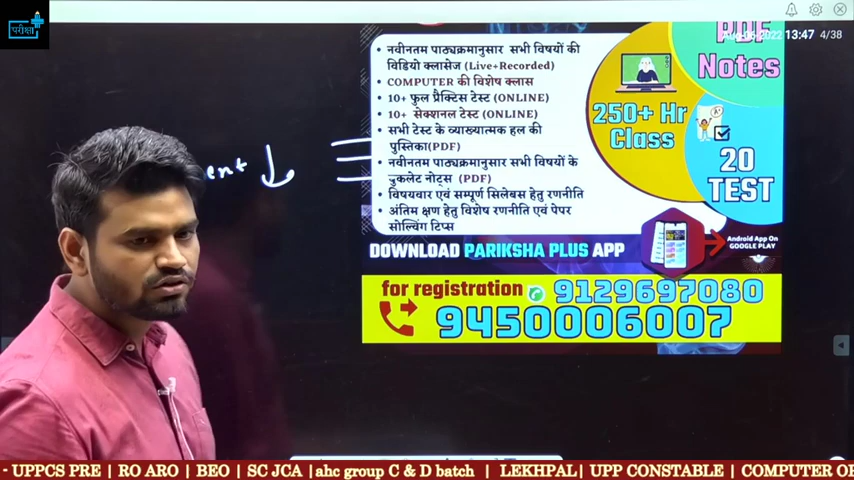 परीक्षा
Aug-06-2022 13:47 4/38
PDF
Notes
• नवीनतम पाठ्यक्रमानुसार सभी विषयों की
विडियो क्लासेज (Live+Recorded)
• COMPUTER की विशेष क्लास
• 10+ फुल प्रैक्टिस टेस्ट (ONLINE)
• 10+ सेक्शनल टेस्ट (ONLINE)
• सभी टेस्ट के व्याख्यात्मक हल की
पुस्तिका(PDF)
• नवीनतम पाठ्यक्रमानुसार सभी विषयों के
बुकलेट नोट्स (PDF)
• विषयवार एवं सम्पूर्ण सिलेबस हेतु रणनीति
• अंतिम क्षण हेतु विशेष रणनीति एवं पेपर
सोल्विंग टिप्स
250+ Hr
Class
A+
20
TEST
ent
DOWNLOAD PARIKSHA PLUS APP
Android App On
GOOGLE PLAY
for registration 9129697080
9450006007
- UPPCS PRE | RO ARO | BEO | SC JCA |ahc group C & D batch | LEKHPAL| UPP CONSTABLE | COMPUTER OP